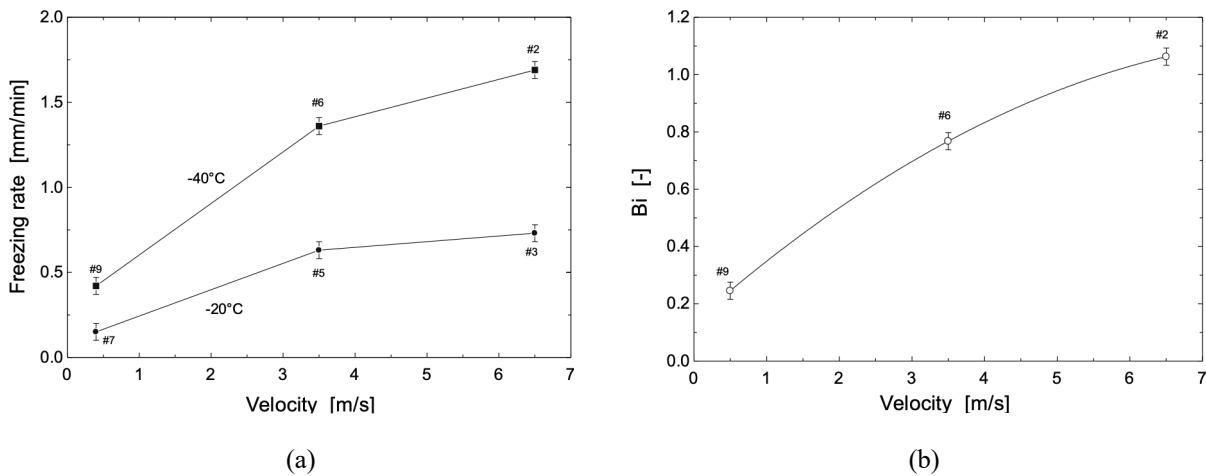 2.0
1.5
1.0
0.5
0.0
Freezing rate [mm/min]
#2
#6
-40°C
#9
#3
#5
-20°C
#7
0 1 2 3 4 5 6 7
Velocity [m/s]
(a)
1.2
1.0
0.8
0.6
0.4
0.2
0.0
Bi [-]
#2
#6
#9
0 1 2 3 4 5 6 7
Velocity [m/s]
(b)